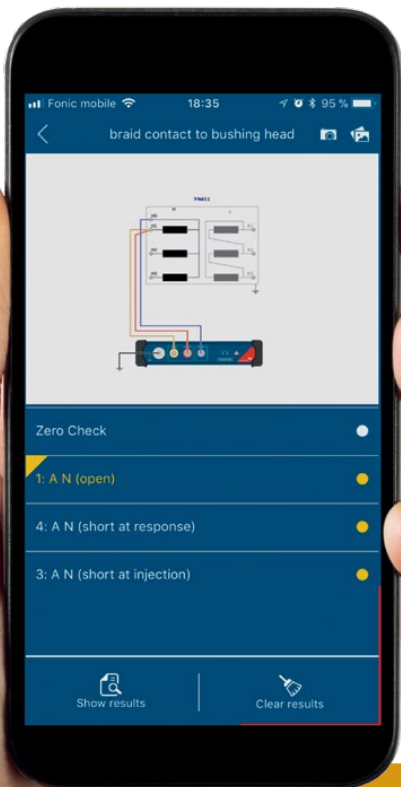 Fonic mobile 18:35 95 %
braid contact to bushing head
Zero Check
1: A N (open)
4: A N (short at response)
3: A N (short at injection)
Show results
Clear results